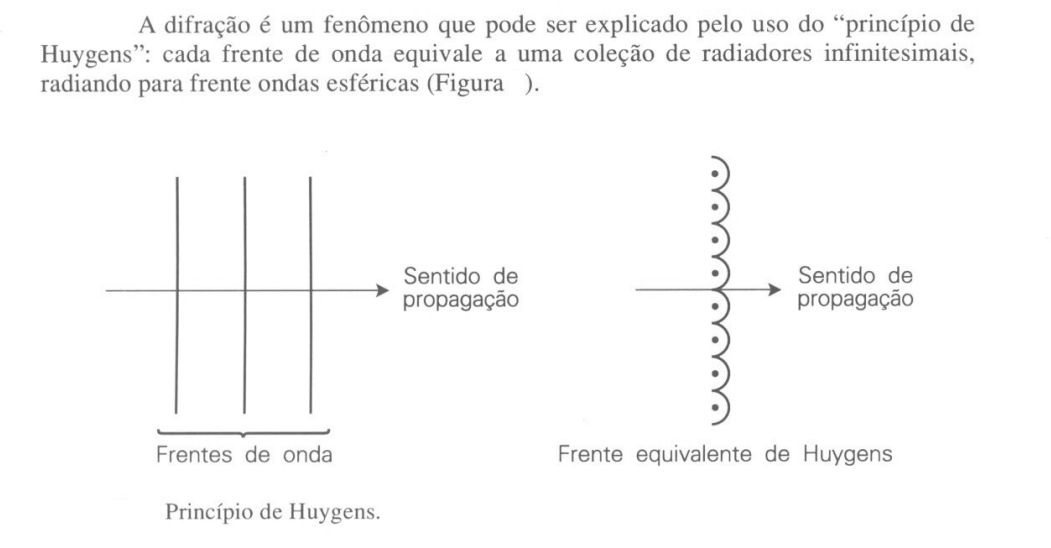 A difração é um fenômeno que pode ser explicado pelo uso do “princípio de
Huygens”: cada frente de onda equivale a uma coleção de radiadores infinitesimais,
radiando para frente ondas esféricas (Figura ).
Sentido de
propagação
Sentido de
propagação
Frentes de onda
Frente equivalente de Huygens
Princípio de Huygens.